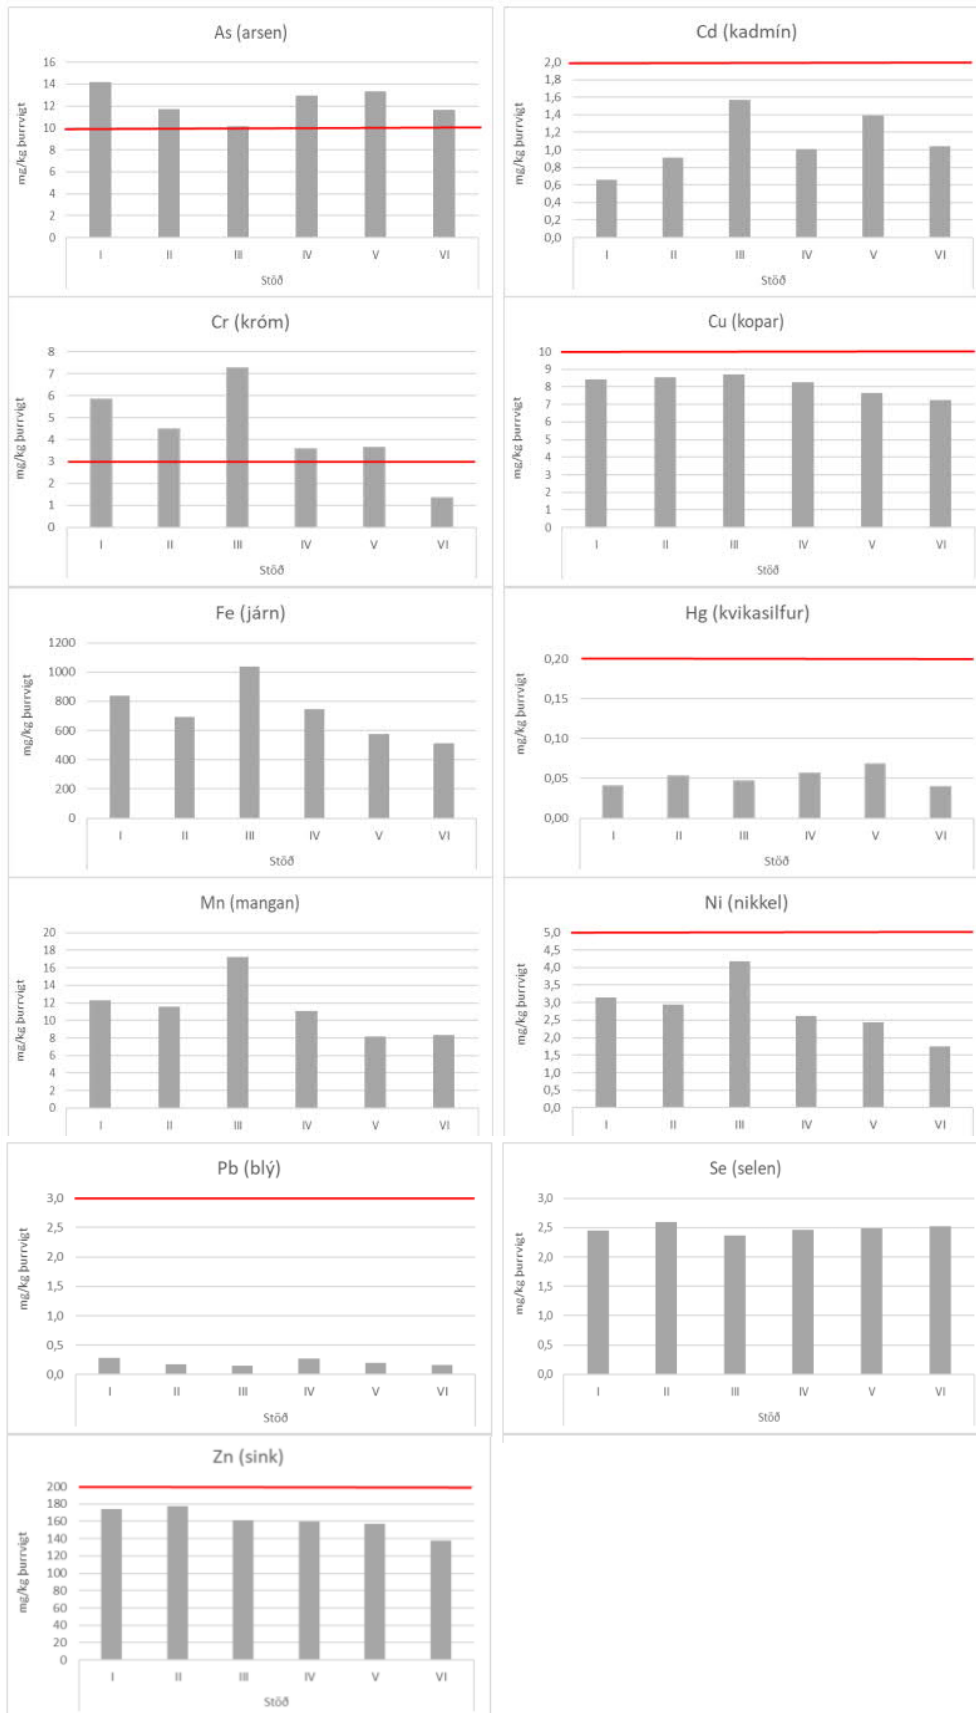 As (arsen)
mg/kg þurrvigt
16
14
12
10
8
6
4
2
0
I II III IV V VI
Stöð
Cd (kadmín)
mg/kg þurrvigt
2,0
1,8
1,6
1,4
1,2
1,0
0,8
0,6
0,4
0,2
0,0
I II III IV V VI
Stöð
Cr (króm)
mg/kg þurrvigt
8
7
6
5
4
3
2
1
0
I II III IV V VI
Stöð
Cu (kopar)
mg/kg þurrvigt
10
9
8
7
6
5
4
3
2
1
0
I II III IV V VI
Stöð
Fe (járn)
mg/kg þurrvigt
1200
1000
800
600
400
200
0
I II III IV V VI
Stöð
Hg (kvikasilfur)
mg/kg þurrvigt
0,20
0,15
0,10
0,05
0,00
I II III IV V VI
Stöð
Mn (mangan)
mg/kg þurrvigt
20
18
16
14
12
10
8
6
4
2
0
I II III IV V VI
Ni (nikkel)
mg/kg þurrvigt
5,0
4,5
4,0
3,5
3,0
2,5
2,0
1,5
1,0
0,5
0,0
I II III IV V VI
Pb (blý)
mg/kg þurrvigt
3,0
2,5
2,0
1,5
1,0
0,5
0,0
I II III IV V VI
Stöð
Se (selen)
mg/kg þurrvigt
3,0
2,5
2,0
1,5
1,0
0,5
0,0
I II III IV V VI
Stöð
Zn (sink)
mg/kg þurrvigt
200
180
160
140
120
100
80
60
40
20
0
I II III IV V VI
Stöð